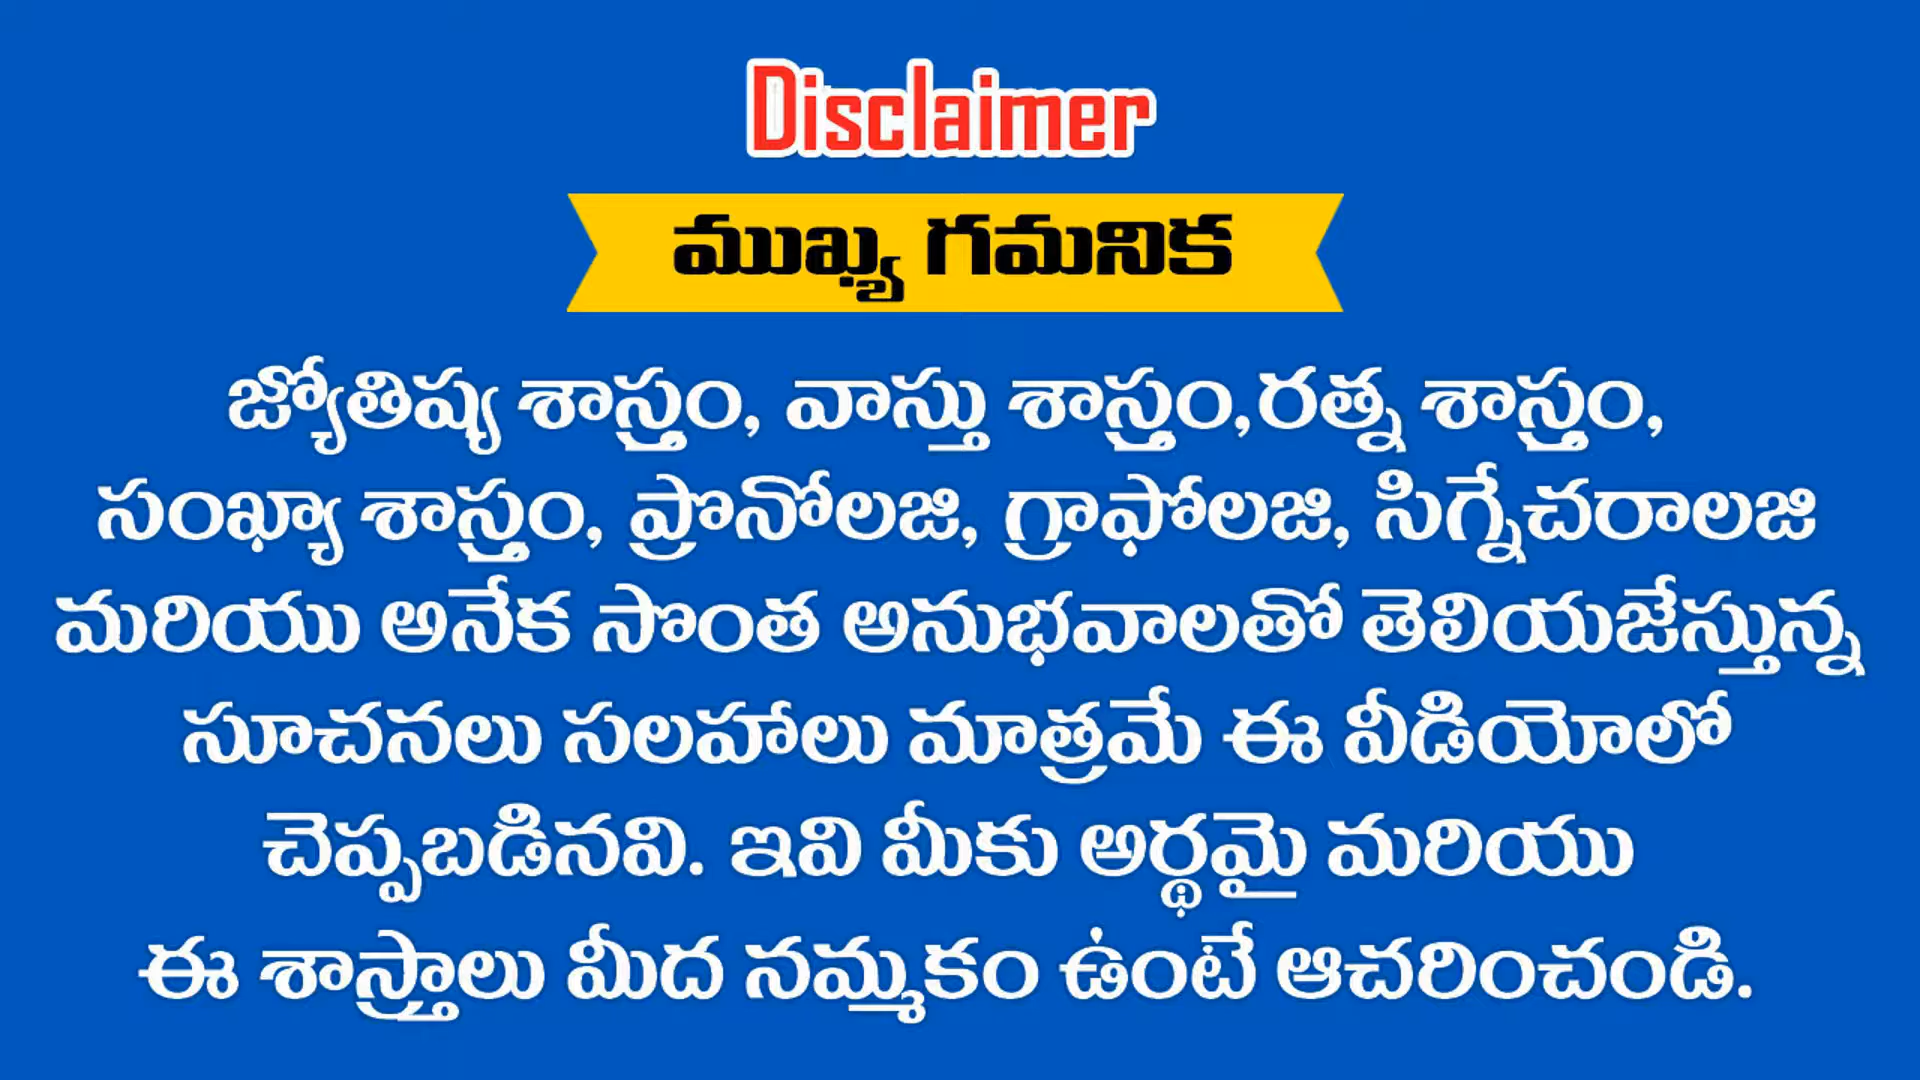 Disclaimer
ముఖ్య గమనిక
జ్యోతిష్య శాస్త్రం, వాస్తు శాస్త్రం,రత్న శాస్త్రం,
సంఖ్యా శాస్త్రం, ప్రొనోలజి, గ్రాఫోలజి, సిగ్నేచరాలజి
మరియు అనేక సొంత అనుభవాలతో తెలియజేస్తున్న
సూచనలు సలహాలు మాత్రమే ఈ వీడియోలో
చెప్పబడినవి. ఇవి మీకు అర్థమై మరియు
ఈ శాస్త్రాలు మీద నమ్మకం ఉంటే ఆచరించండి.